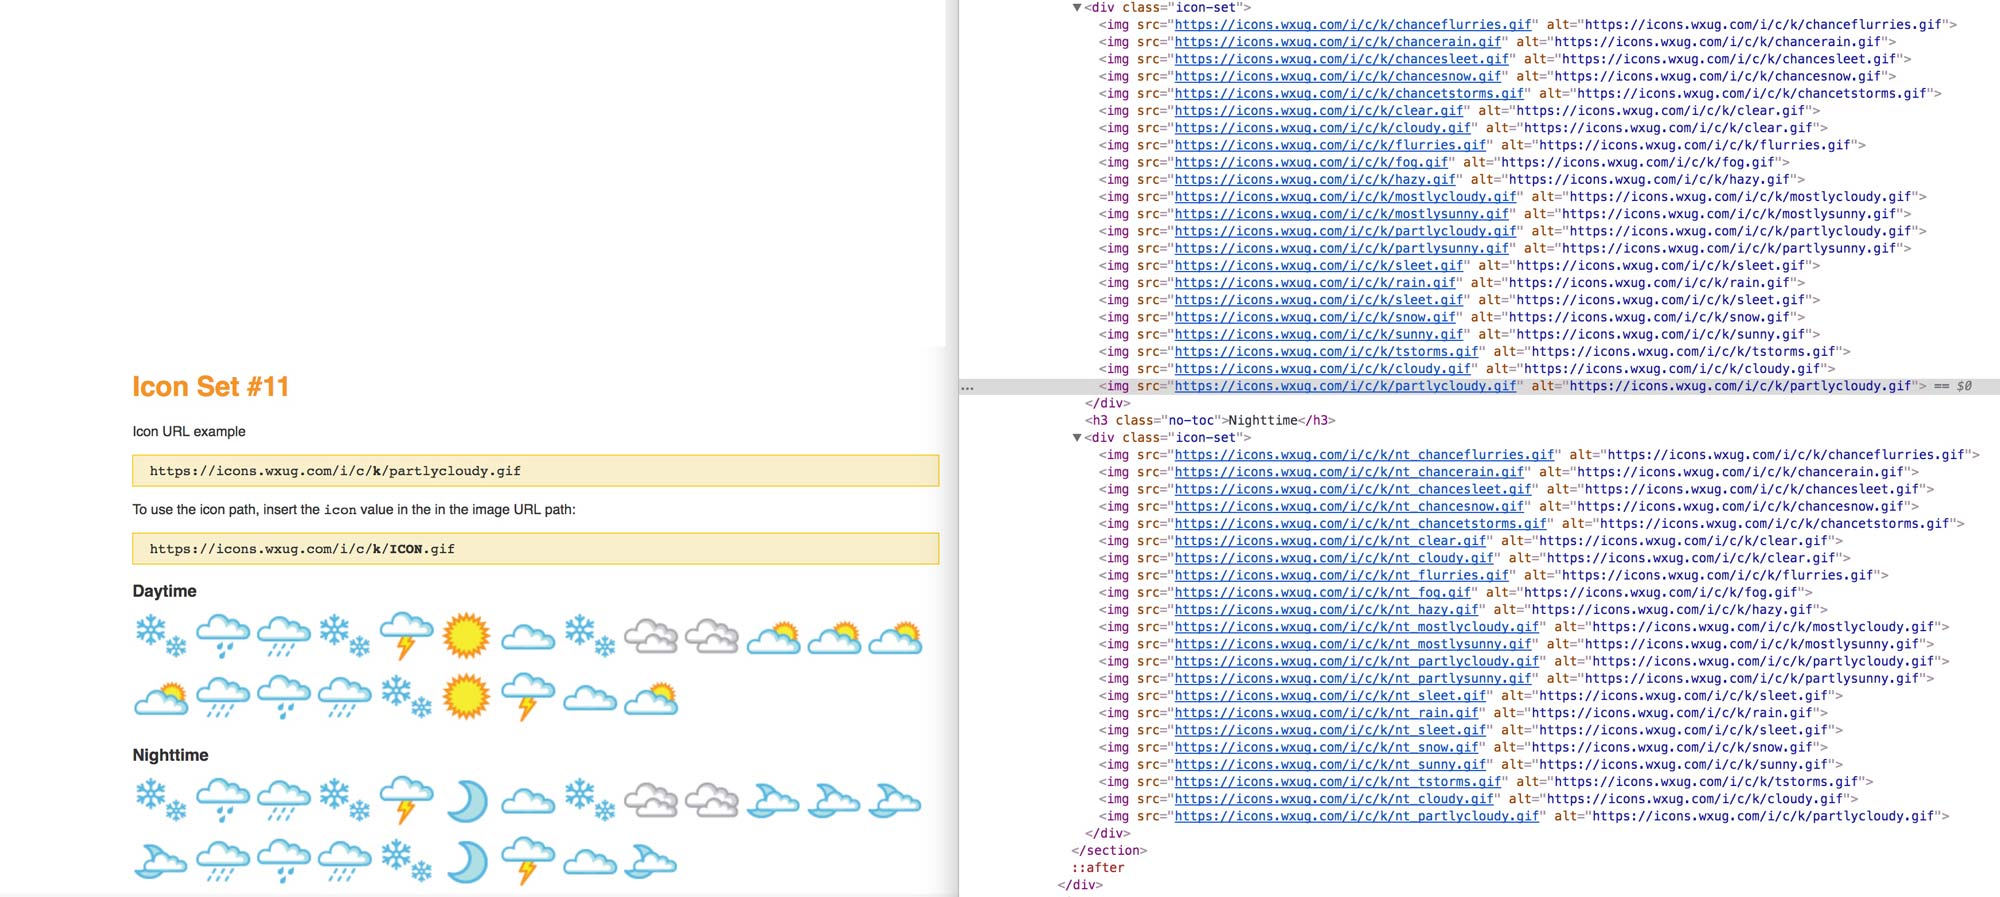 Icon Set #11
Icon URL example
https://icons.wxug.com/i/c/k/partlycloudy.gif
To use the icon path, insert the icon value in the in the image URL path:
https://icons.wxug.com/i/c/k/ICON.gif
Daytime
Nighttime
▼<div class="icon-set">
<img src="https://icons.wxug.com/i/c/k/chanceflurries.gif" alt="https://icons.wxug.com/i/c/k/chanceflurries.gif">
<img src="https://icons.wxug.com/i/c/k/chancerain.gif" alt="https://icons.wxug.com/i/c/k/chancerain.gif">
<img src="https://icons.wxug.com/i/c/k/chancesleet.gif" alt="https://icons.wxug.com/i/c/k/chancesleet.gif">
<img src="https://icons.wxug.com/i/c/k/chancesnow.gif" alt="https://icons.wxug.com/i/c/k/chancesnow.gif">
<img src="https://icons.wxug.com/i/c/k/chancetstorms.gif" alt="https://icons.wxug.com/i/c/k/chancetstorms.gif">
<img src="https://icons.wxug.com/i/c/k/clear.gif" alt="https://icons.wxug.com/i/c/k/clear.gif">
<img src="https://icons.wxug.com/i/c/k/cloudy.gif" alt="https://icons.wxug.com/i/c/k/clear.gif">
<img src="https://icons.wxug.com/i/c/k/flurries.gif" alt="https://icons.wxug.com/i/c/k/flurries.gif">
<img src="https://icons.wxug.com/i/c/k/fog.gif" alt="https://icons.wxug.com/i/c/k/fog.gif">
<img src="https://icons.wxug.com/i/c/k/hazy.gif" alt="https://icons.wxug.com/i/c/k/hazy.gif">
<img src="https://icons.wxug.com/i/c/k/mostlycloudy.gif" alt="https://icons.wxug.com/i/c/k/mostlycloudy.gif">
<img src="https://icons.wxug.com/i/c/k/mostlysunny.gif" alt="https://icons.wxug.com/i/c/k/mostlysunny.gif">
<img src="https://icons.wxug.com/i/c/k/partlycloudy.gif" alt="https://icons.wxug.com/i/c/k/partlycloudy.gif">
<img src="https://icons.wxug.com/i/c/k/partlysunny.gif" alt="https://icons.wxug.com/i/c/k/partlysunny.gif">
<img src="https://icons.wxug.com/i/c/k/sleet.gif" alt="https://icons.wxug.com/i/c/k/sleet.gif">
<img src="https://icons.wxug.com/i/c/k/rain.gif" alt="https://icons.wxug.com/i/c/k/rain.gif">
<img src="https://icons.wxug.com/i/c/k/sleet.gif" alt="https://icons.wxug.com/i/c/k/sleet.gif">
<img src="https://icons.wxug.com/i/c/k/snow.gif" alt="https://icons.wxug.com/i/c/k/snow.gif">
<img src="https://icons.wxug.com/i/c/k/sunny.gif" alt="https://icons.wxug.com/i/c/k/sunny.gif">
<img src="https://icons.wxug.com/i/c/k/tstorms.gif" alt="https://icons.wxug.com/i/c/k/tstorms.gif">
<img src="https://icons.wxug.com/i/c/k/cloudy.gif" alt="https://icons.wxug.com/i/c/k/cloudy.gif">
... <img src="https://icons.wxug.com/i/c/k/partlycloudy.gif" alt="https://icons.wxug.com/i/c/k/partlycloudy.gif"> == $0
</div>
<h3 class="no-toc">Nighttime</h3>
▼<div class="icon-set">
<img src="https://icons.wxug.com/i/c/k/nt_chanceflurries.gif" alt="https://icons.wxug.com/i/c/k/chanceflurries.gif">
<img src="https://icons.wxug.com/i/c/k/nt_chancerain.gif" alt="https://icons.wxug.com/i/c/k/chancerain.gif">
<img src="https://icons.wxug.com/i/c/k/nt_chancesleet.gif" alt="https://icons.wxug.com/i/c/k/chancesleet.gif">
<img src="https://icons.wxug.com/i/c/k/nt_chancesnow.gif" alt="https://icons.wxug.com/i/c/k/chancesnow.gif">
<img src="https://icons.wxug.com/i/c/k/nt_chancetstorms.gif" alt="https://icons.wxug.com/i/c/k/chancetstorms.gif">
<img src="https://icons.wxug.com/i/c/k/nt_clear.gif" alt="https://icons.wxug.com/i/c/k/clear.gif">
<img src="https://icons.wxug.com/i/c/k/nt_cloudy.gif" alt="https://icons.wxug.com/i/c/k/clear.gif">
<img src="https://icons.wxug.com/i/c/k/nt_flurries.gif" alt="https://icons.wxug.com/i/c/k/flurries.gif">
<img src="https://icons.wxug.com/i/c/k/nt_fog.gif" alt="https://icons.wxug.com/i/c/k/fog.gif">
<img src="https://icons.wxug.com/i/c/k/nt_hazy.gif" alt="https://icons.wxug.com/i/c/k/hazy.gif">
<img src="https://icons.wxug.com/i/c/k/nt_mostlycloudy.gif" alt="https://icons.wxug.com/i/c/k/mostlycloudy.gif">
<img src="https://icons.wxug.com/i/c/k/nt_mostlysunny.gif" alt="https://icons.wxug.com/i/c/k/mostlysunny.gif">
<img src="https://icons.wxug.com/i/c/k/nt_partlycloudy.gif" alt="https://icons.wxug.com/i/c/k/partlycloudy.gif">
<img src="https://icons.wxug.com/i/c/k/nt_partlysunny.gif" alt="https://icons.wxug.com/i/c/k/partlysunny.gif">
<img src="https://icons.wxug.com/i/c/k/nt_sleet.gif" alt="https://icons.wxug.com/i/c/k/sleet.gif">
<img src="https://icons.wxug.com/i/c/k/nt_rain.gif" alt="https://icons.wxug.com/i/c/k/rain.gif">
<img src="https://icons.wxug.com/i/c/k/nt_sleet.gif" alt="https://icons.wxug.com/i/c/k/sleet.gif">
<img src="https://icons.wxug.com/i/c/k/nt_snow.gif" alt="https://icons.wxug.com/i/c/k/snow.gif">
<img src="https://icons.wxug.com/i/c/k/nt_sunny.gif" alt="https://icons.wxug.com/i/c/k/sunny.gif">
<img src="https://icons.wxug.com/i/c/k/nt_tstorms.gif" alt="https://icons.wxug.com/i/c/k/tstorms.gif">
<img src="https://icons.wxug.com/i/c/k/nt_cloudy.gif" alt="https://icons.wxug.com/i/c/k/cloudy.gif">
<img src="https://icons.wxug.com/i/c/k/nt_partlycloudy.gif" alt="https://icons.wxug.com/i/c/k/partlycloudy.gif">
</div>
</section>
::after
</div>